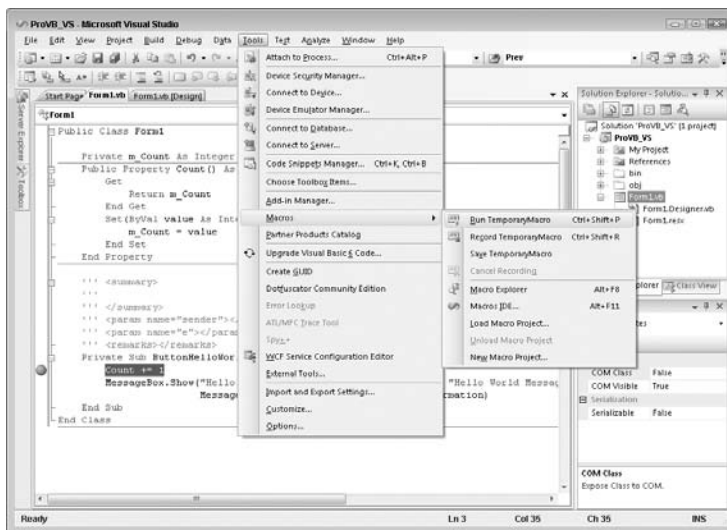 ProVB_VS - Microsoft Visual Studio
File Edit View Project Build Debug Data Tools Test Analyze Window Help
Prev
Start Page Form1.vb Form1.vb [Design]
Form1
Server Explorer
Toolbox
Public Class Form1
Private m_Count As Integer
Public Property Count() As
Get
Return m_Count
End Get
Set(ByVal value As Inte
m_Count = value
End Set
End Property
''' <summary>
'''
''' </summary>
''' <param name="sender"></
''' <param name="e"></param
''' <remarks></remarks>
Private Sub ButtonHelloWor
Count += 1
MessageBox.Show("Hello
"Hello World Messag
Messag
rmation)
End Sub
End Class
Attach to Process... Ctrl+Alt+P
Device Security Manager...
Connect to Device...
Device Emulator Manager...
Connect to Database...
Connect to Server...
Code Snippets Manager... Ctrl+K, Ctrl+B
Choose Toolbox Items...
Add-in Manager...
Macros
Partner Products Catalog
Upgrade Visual Basic 6 Code...
Create GUID
Dotfuscator Community Edition
Error Lookup
ATL/MFC Trace Tool
Spy++
WCF Service Configuration Editor
External Tools...
Import and Export Settings...
Customize...
Options...
Run TemporaryMacro Ctrl+Shift+P
Record TemporaryMacro Ctrl+Shift+R
Save TemporaryMacro
Cancel Recording
Macro Explorer Alt+F8
Macros IDE... Alt+F11
Load Macro Project...
Unload Macro Project
New Macro Project...
Solution Explorer - Solutio...
Solution 'ProVB_VS' (1 project)
ProVB_VS
My Project
References
bin
obj
Form1.vb
Form1.Designer.vb
Form1.resx
plorer Class View
tes
COM Class False
COM Visible True
Serialization
Serializable False
COM Class
Expose Class to COM.
Ready Ln 3 Col 35 Ch 35 INS